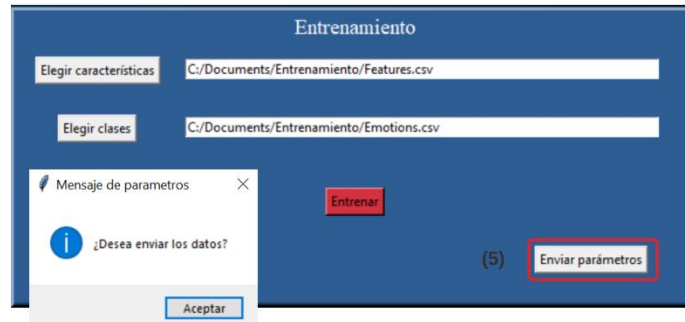 Entrenamiento
Elegir características
C:/Documents/Entrenamiento/Features.csv
Elegir clases
C:/Documents/Entrenamiento/Emotions.csv
Mensaje de parametros
¿Desea enviar los datos?
Aceptar
Entrenar
(5)
Enviar parámetros